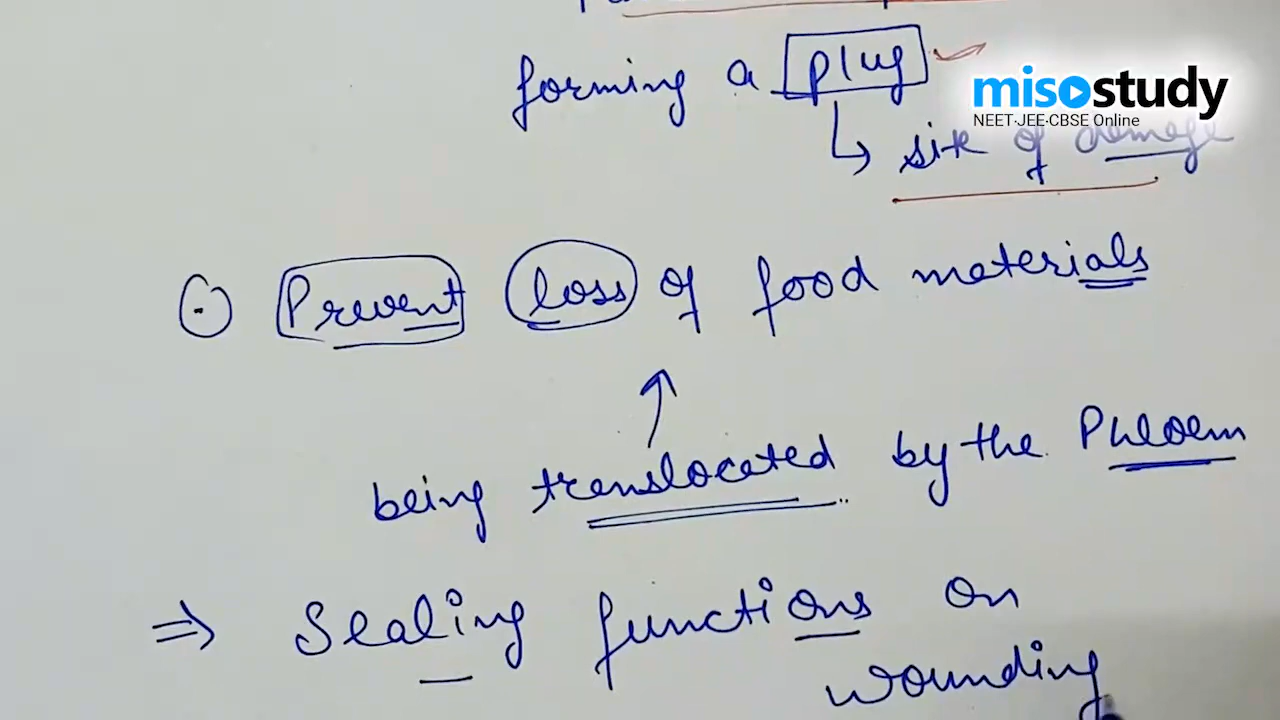 forming a plug
misostudy
NEET·JEE·CBSE Online
↳ site of damage
⊙ Prevent loss of food materials
↑
being translocated by the Phloem
⇒ Sealing functions on
wounding